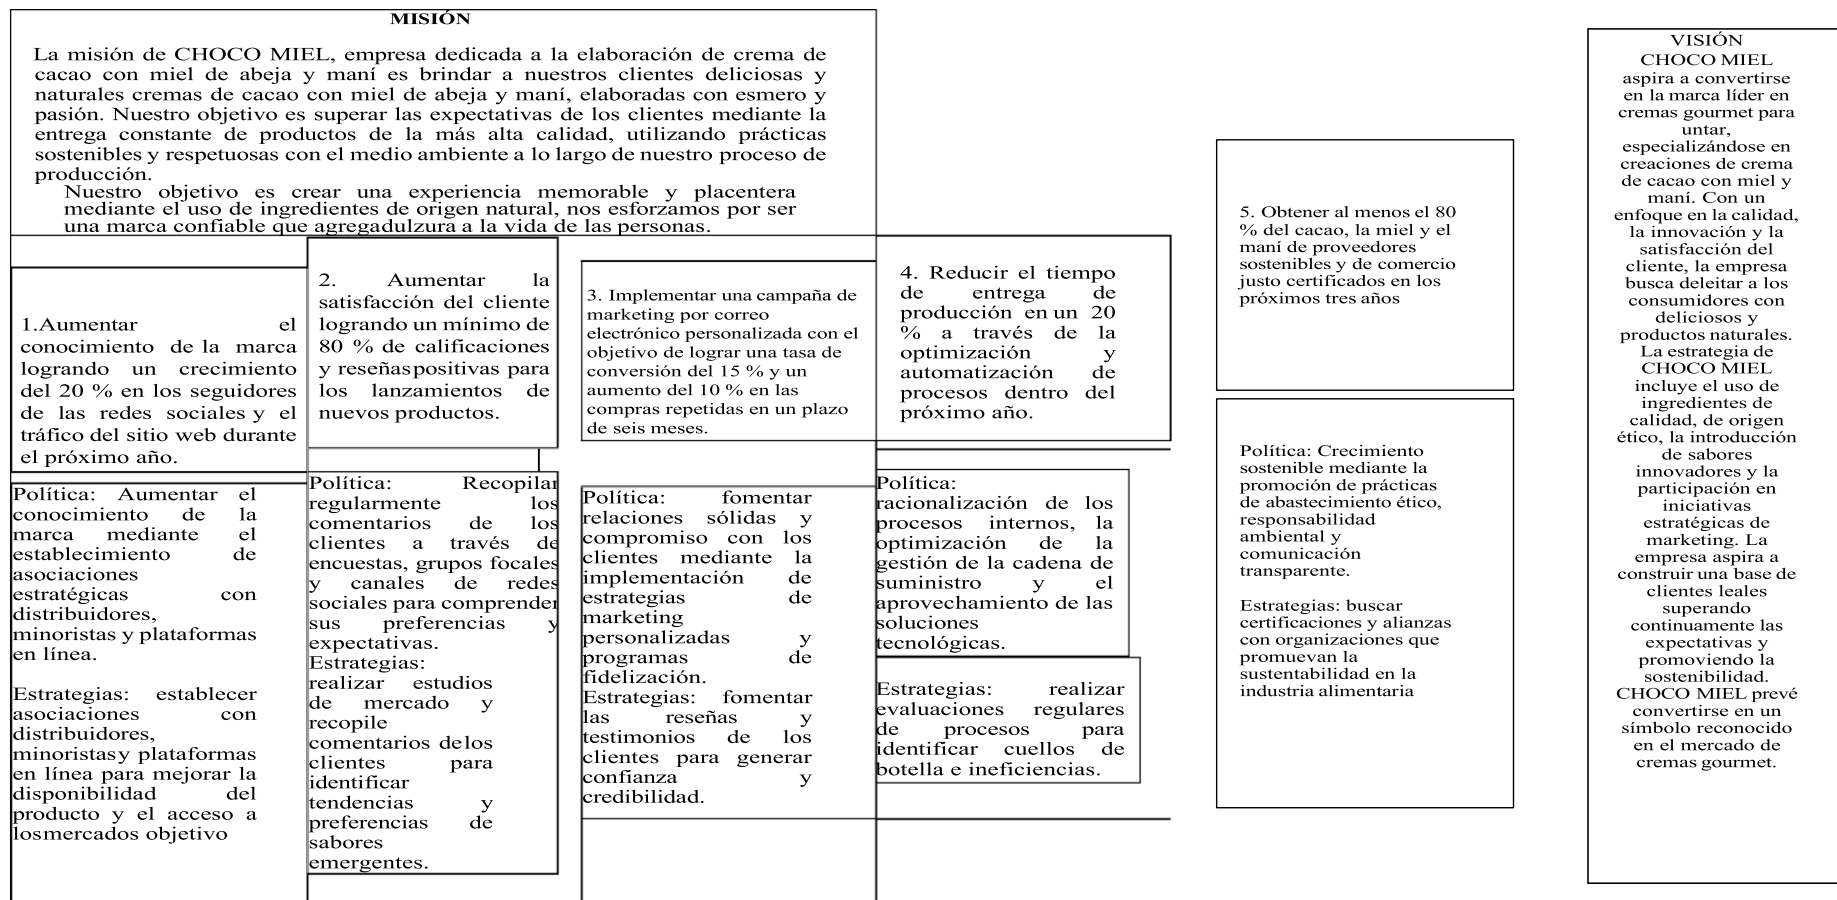 MISIÓN
La misión de CHOCO MIEL, empresa dedicada a la elaboración de crema de
cacao con miel de abeja y maní es brindar a nuestros clientes deliciosas y
naturales cremas de cacao con miel de abeja y maní, elaboradas con esmero y
pasión. Nuestro objetivo es superar las expectativas de los clientes mediante la
entrega constante de productos de la más alta calidad, utilizando prácticas
sostenibles y respetuosas con el medio ambiente a lo largo de nuestro proceso de
producción.
Nuestro objetivo es crear una experiencia memorable y placentera
mediante el uso de ingredientes de origen natural, nos esforzamos por ser
una marca confiable que agregadulzura a la vida de las personas.
1.Aumentar el
conocimiento de la marca
logrando un crecimiento
del 20 % en los seguidores
de las redes sociales y el
tráfico del sitio web durante
el próximo año.
2. Aumentar la
satisfacción del cliente
logrando un mínimo de
80 % de calificaciones
y reseñaspositivas para
los lanzamientos de
nuevos productos.
3. Implementar una campaña de
marketing por correo
electrónico personalizada con el
objetivo de lograr una tasa de
conversión del 15 % y un
aumento del 10 % en las
compras repetidas en un plazo
de seis meses.
4. Reducir el tiempo
de entrega de
producción en un 20
% a través de la
optimización y
automatización de
procesos dentro del
próximo año.
5. Obtener al menos el 80
% del cacao, la miel y el
maní de proveedores
sostenibles y de comercio
justo certificados en los
próximos tres años
Política: Aumentar el
conocimiento de la
marca mediante el
establecimiento de
asociaciones
estratégicas con
distribuidores,
minoristas y plataformas
en línea.
Estrategias: establecer
asociaciones con
distribuidores,
minoristasy plataformas
en línea para mejorar la
disponibilidad del
producto y el acceso a
losmercados objetivo
Política: Recopilar
regularmente los
comentarios de los
clientes a través de
encuestas, grupos focales
y canales de redes
sociales para comprender
sus preferencias y
expectativas.
Estrategias:
realizar estudios
de mercado y
recopile
comentarios delos
clientes para
identificar
tendencias y
preferencias de
sabores
emergentes.
Política: fomentar
relaciones sólidas y
compromiso con los
clientes mediante la
implementación de
estrategias de
marketing
personalizadas y
programas de
fidelización.
Estrategias: fomentar
las reseñas y
testimonios de los
clientes para generar
confianza y
credibilidad.
Política:
racionalización de los
procesos internos, la
optimización de la
gestión de la cadena de
suministro y el
aprovechamiento de las
soluciones
tecnológicas.
Estrategias: realizar
evaluaciones regulares
de procesos para
identificar cuellos de
botella e ineficiencias.
Política: Crecimiento
sostenible mediante la
promoción de prácticas
de abastecimiento ético,
responsabilidad
ambiental y
comunicación
transparente.
Estrategias: buscar
certificaciones y alianzas
con organizaciones que
promuevan la
sustentabilidad en la
industria alimentaria
VISIÓN
CHOCO MIEL
aspira a convertirse
en la marca líder en
cremas gourmet para
untar,
especializándose en
creaciones de crema
de cacao con miel y
maní. Con un
enfoque en la calidad,
la innovación y la
satisfacción del
cliente, la empresa
busca deleitar a los
consumidores con
deliciosos y
productos naturales.
La estrategia de
CHOCO MIEL
incluye el uso de
ingredientes de
calidad, de origen
ético, la introducción
de sabores
innovadores y la
participación en
iniciativas
estratégicas de
marketing. La
empresa aspira a
construir una base de
clientes leales
superando
continuamente las
expectativas y
promoviendo la
sostenibilidad.
CHOCO MIEL prevé
convertirse en un
símbolo reconocido
en el mercado de
cremas gourmet.